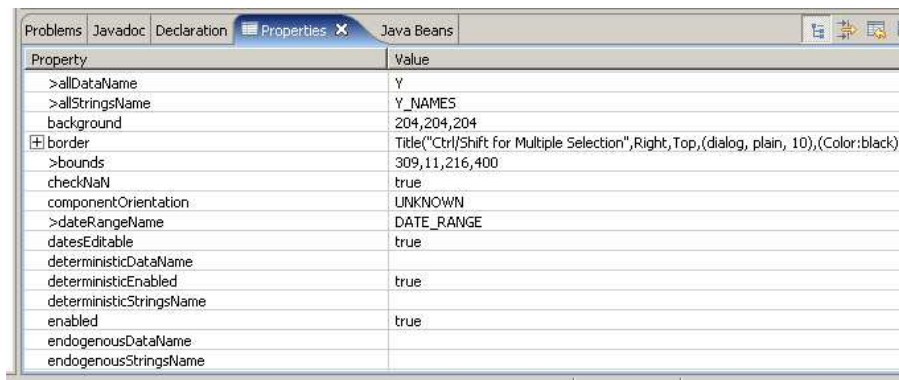 Problems Javadoc Declaration Properties Java Beans
Property Value
>allDataName Y
>allStringsName Y_NAMES
background 204,204,204
border Title("Ctrl/Shift for Multiple Selection",Right,Top,(dialog, plain, 10),(Color:black)
>bounds 309,11,216,400
checkNaN true
componentOrientation UNKNOWN
>dateRangeName DATE_RANGE
datesEditable true
deterministicDataName
deterministicEnabled true
deterministicStringsName
enabled true
endogenousDataName
endogenousStringsName